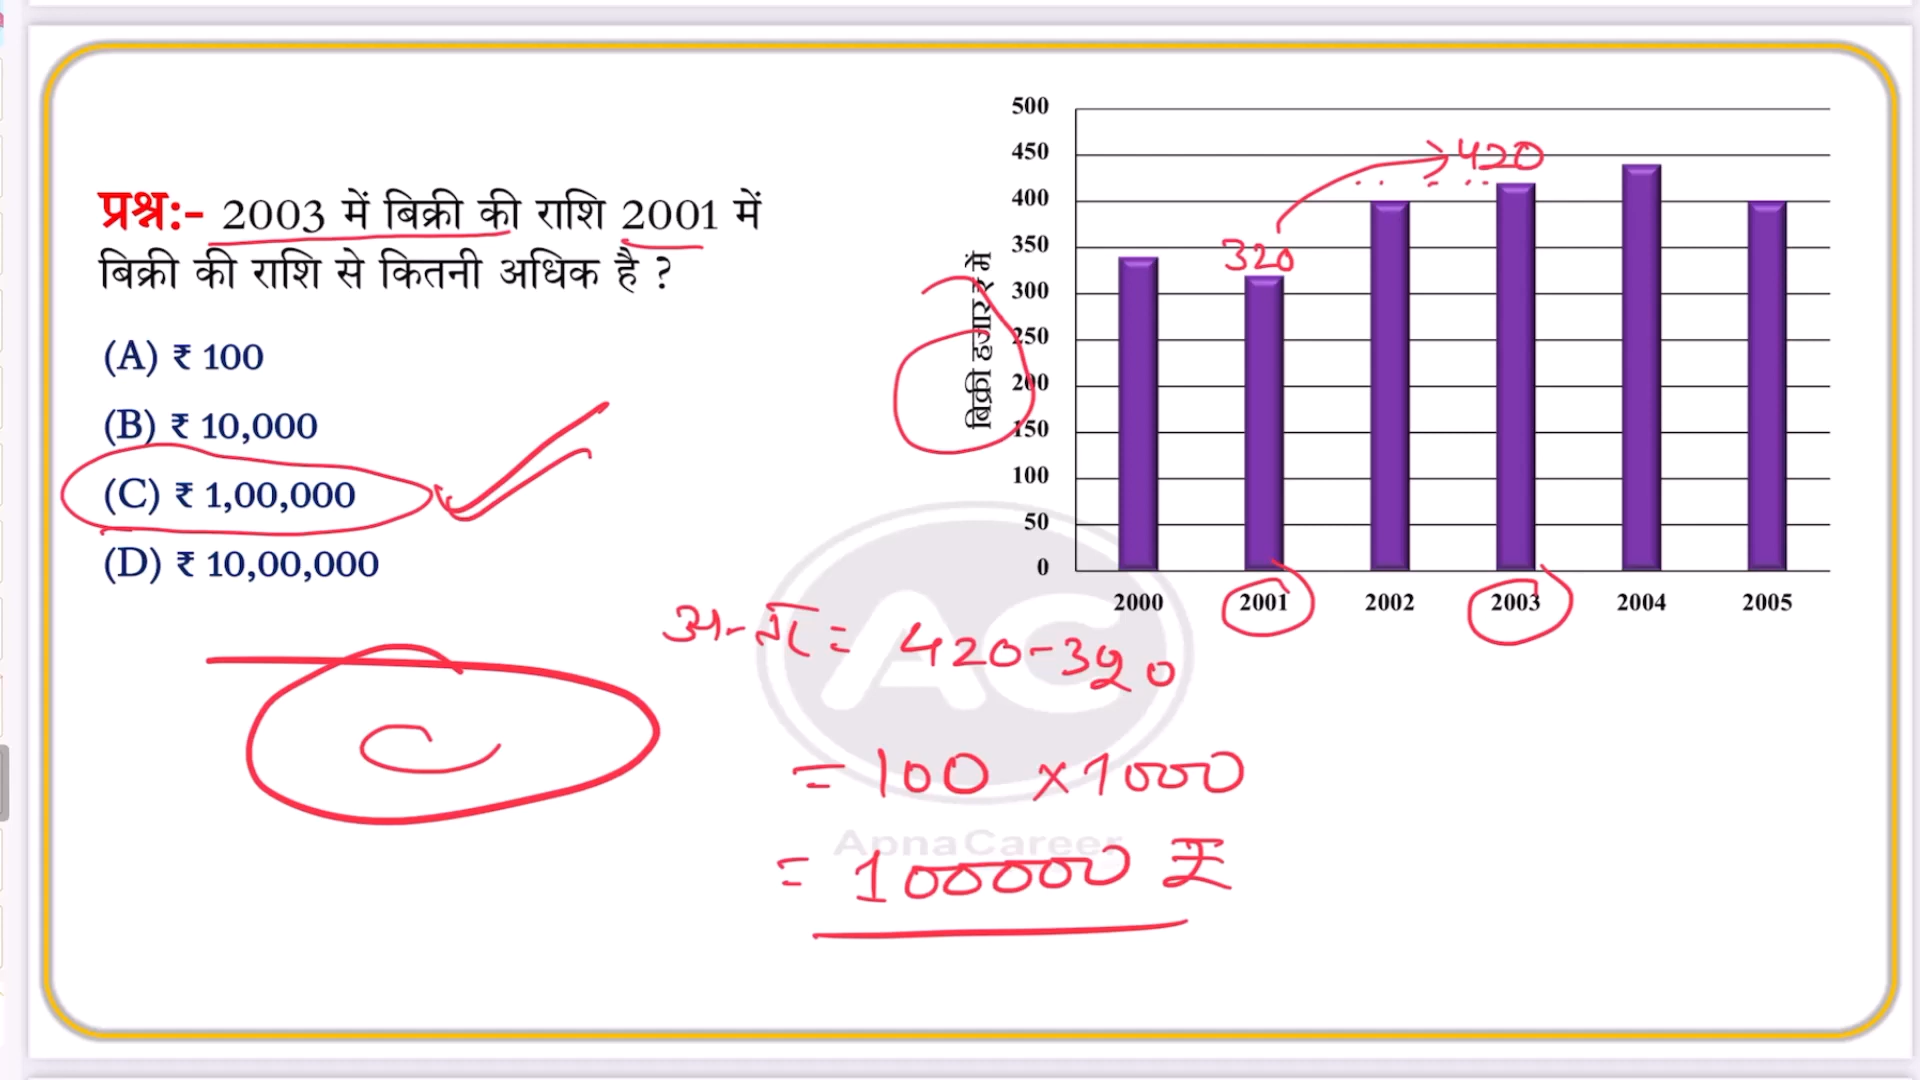 प्रश्न:- 2003 में बिक्री की राशि 2001 में
बिक्री की राशि से कितनी अधिक है ?
(A) ₹ 100
(B) ₹ 10,000
(C) ₹ 1,00,000
(D) ₹ 10,00,000
C
500
450
400
350
300
250
200
150
100
50
0
बिक्री हजार ₹ में
320
420
2000 2001 2002 2003 2004 2005
= 420-320
= 100 ×1000
= 100000 ₹
AC
ApnaCareer